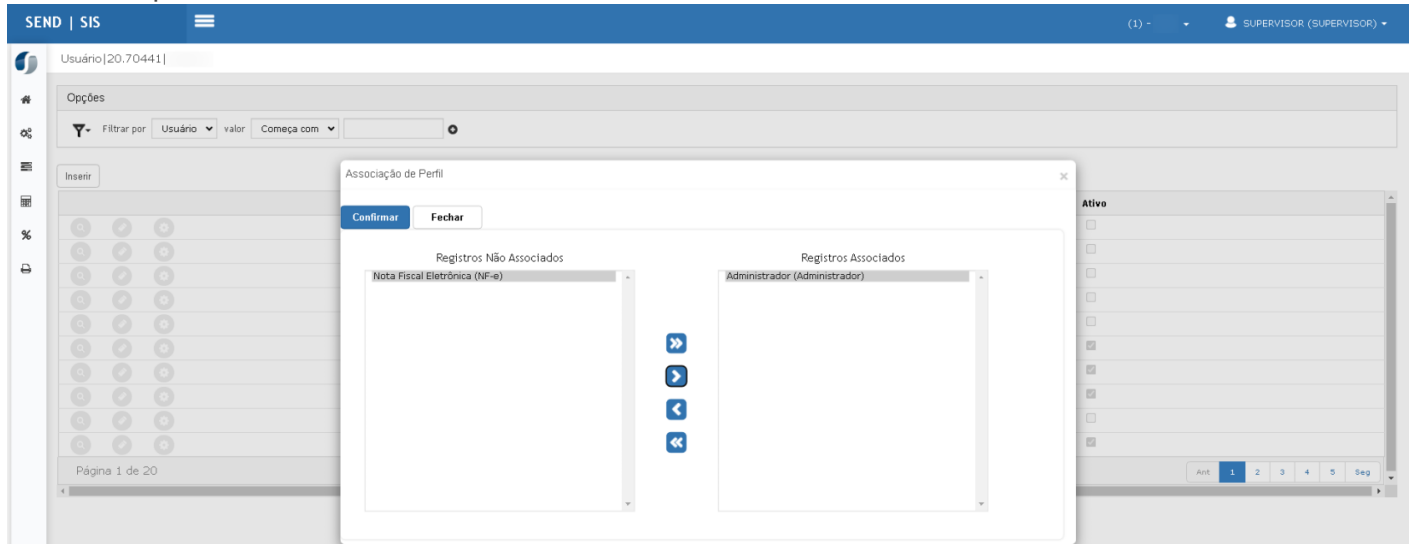 SEND | SIS
(1) -
SUPERVISOR (SUPERVISOR)
Usuário|20.70441|
Opções
Filtrar por Usuário valor Começa com
Inserir
Associação de Perfil
×
Ativo
Confirmar Fechar
Registros Não Associados Registros Associados
Nota Fiscal Eletrônica (NF-e) Administrador (Administrador)
Página 1 de 20
Ant 1 2 3 4 5 Seg